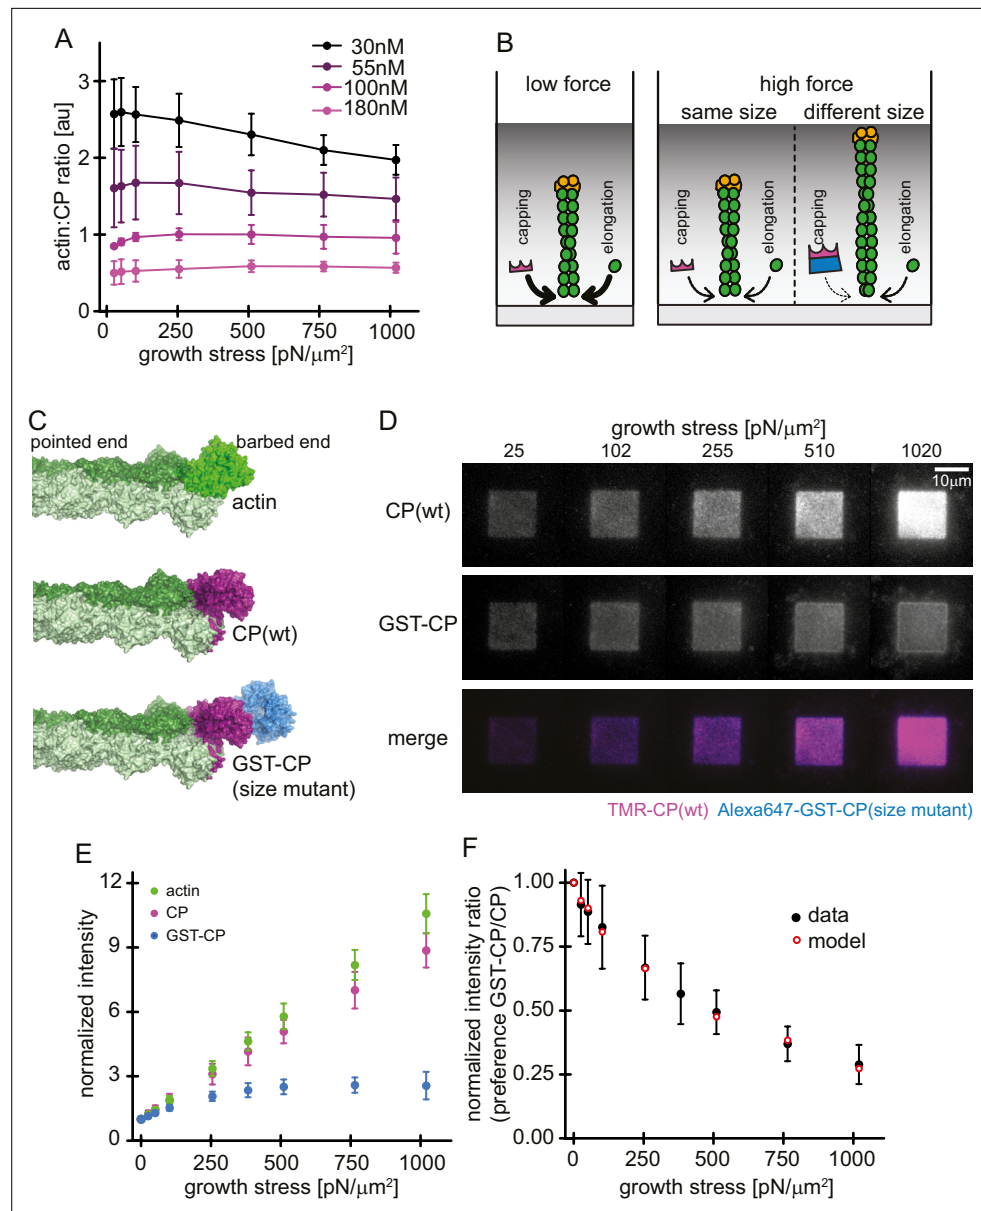 A
30nM
55nM
100nM
180nM
actin:CP ratio [au]
3
2
1
0
0 250 500 750 1000
growth stress [pN/μm²]
B
low force
high force
same size different size
capping
elongation
capping
elongation
capping
elongation
C
pointed end barbed end
actin
CP(wt)
GST-CP
(size mutant)
D
growth stress [pN/μm²]
25 102 255 510 1020
10μm
CP(wt)
GST-CP
merge
TMR-CP(wt) Alexa647-GST-CP(size mutant)
E
normalized intensity
12
9
6
3
0
actin
CP
GST-CP
0 250 500 750 1000
growth stress [pN/μm²]
F
normalized intensity ratio
(preference GST-CP/CP)
1.00
0.75
0.50
0.25
0.00
data
model
0 250 500 750 1000
growth stress [pN/μm²]